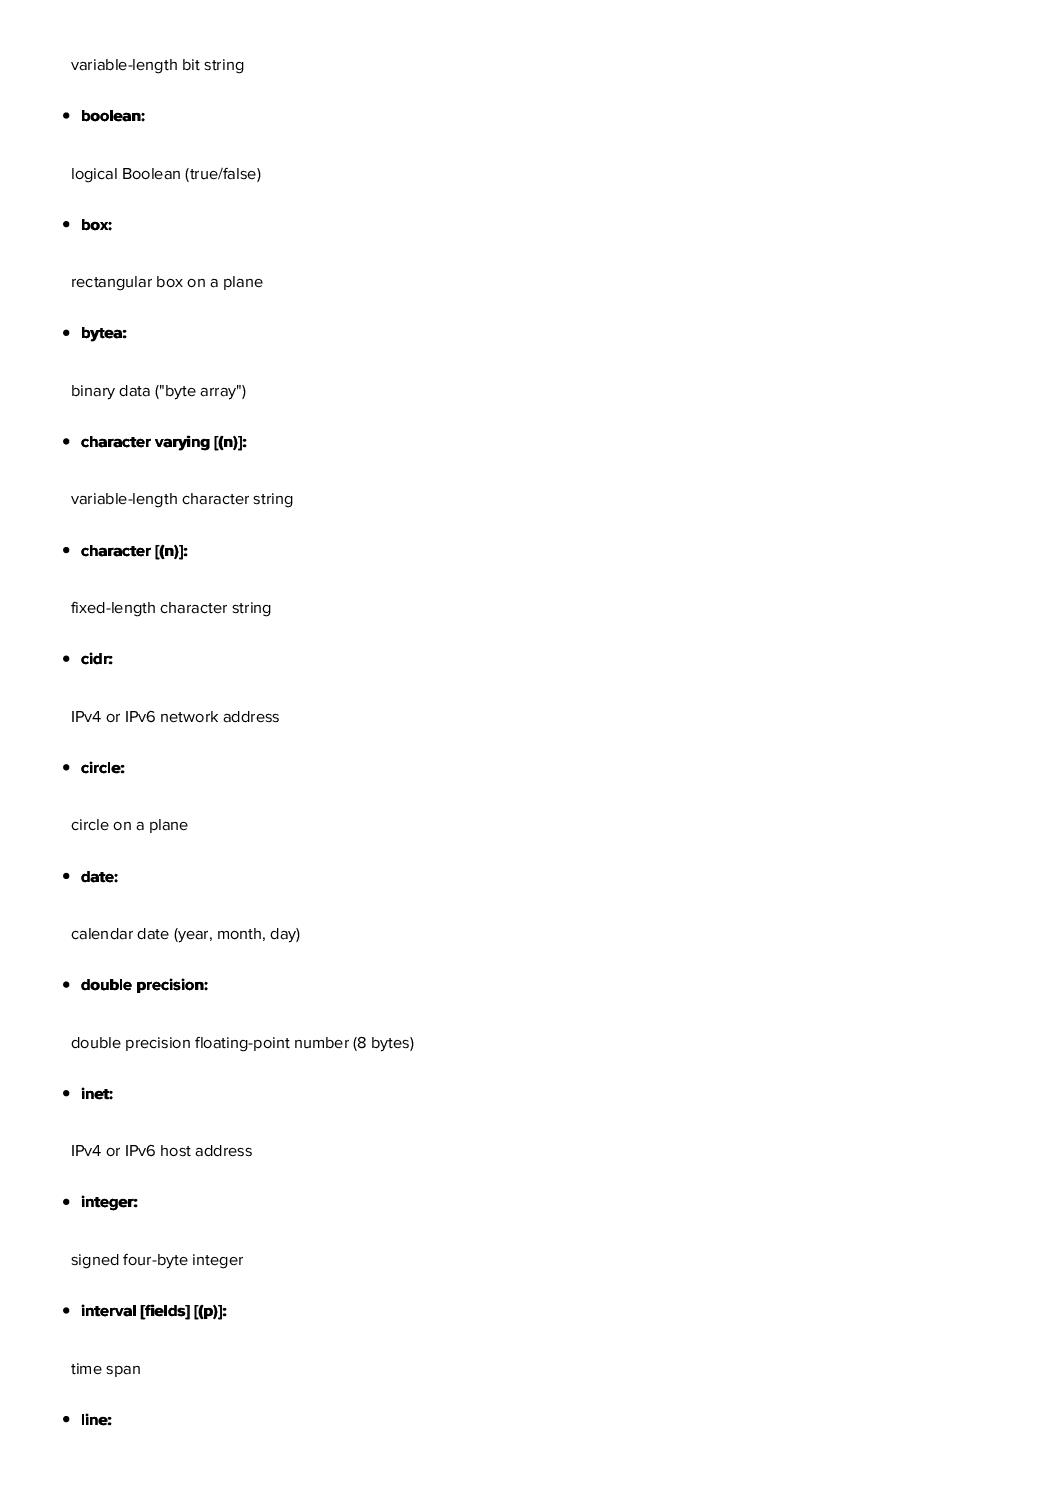 variable-length bit string
• boolean:
logical Boolean (true/false)
• box:
rectangular box on a plane
• bytea:
binary data ("byte array")
• character varying [(n)]:
variable-length character string
• character [(n)]:
fixed-length character string
• cidr:
IPv4 or IPv6 network address
• circle:
circle on a plane
• date:
calendar date (year, month, day)
• double precision:
double precision floating-point number (8 bytes)
• inet:
IPv4 or IPv6 host address
• integer:
signed four-byte integer
• interval [fields] [(p)]:
time span
• line: